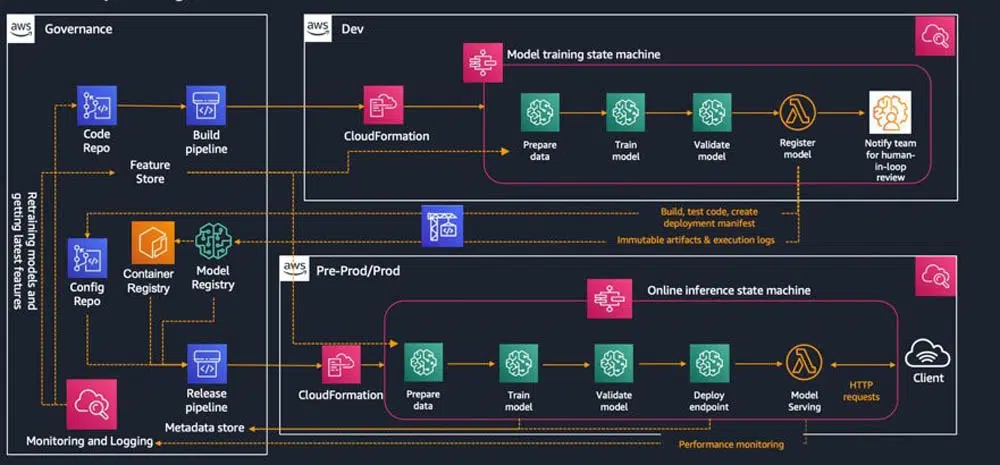 aws
Governance
aws
Dev
Model training state machine
Code
Repo
Build
pipeline
CloudFormation
Prepare
data
Train
model
Validate
model
Register
model
Notify team
for human-
in-loop
review
Feature
Store
Retraining models and
getting latest features
Build, test code, create
deployment manifest
Immutable artifacts & execution logs
Config
Repo
Container
Registry
Model
Registry
aws
Pre-Prod/Prod
Online inference state machine
Release
pipeline
CloudFormation
Prepare
data
Train
model
Validate
model
Deploy
endpoint
Model
Serving
HTTP
requests
Client
Metadata store
Monitoring and Logging
Performance monitoring